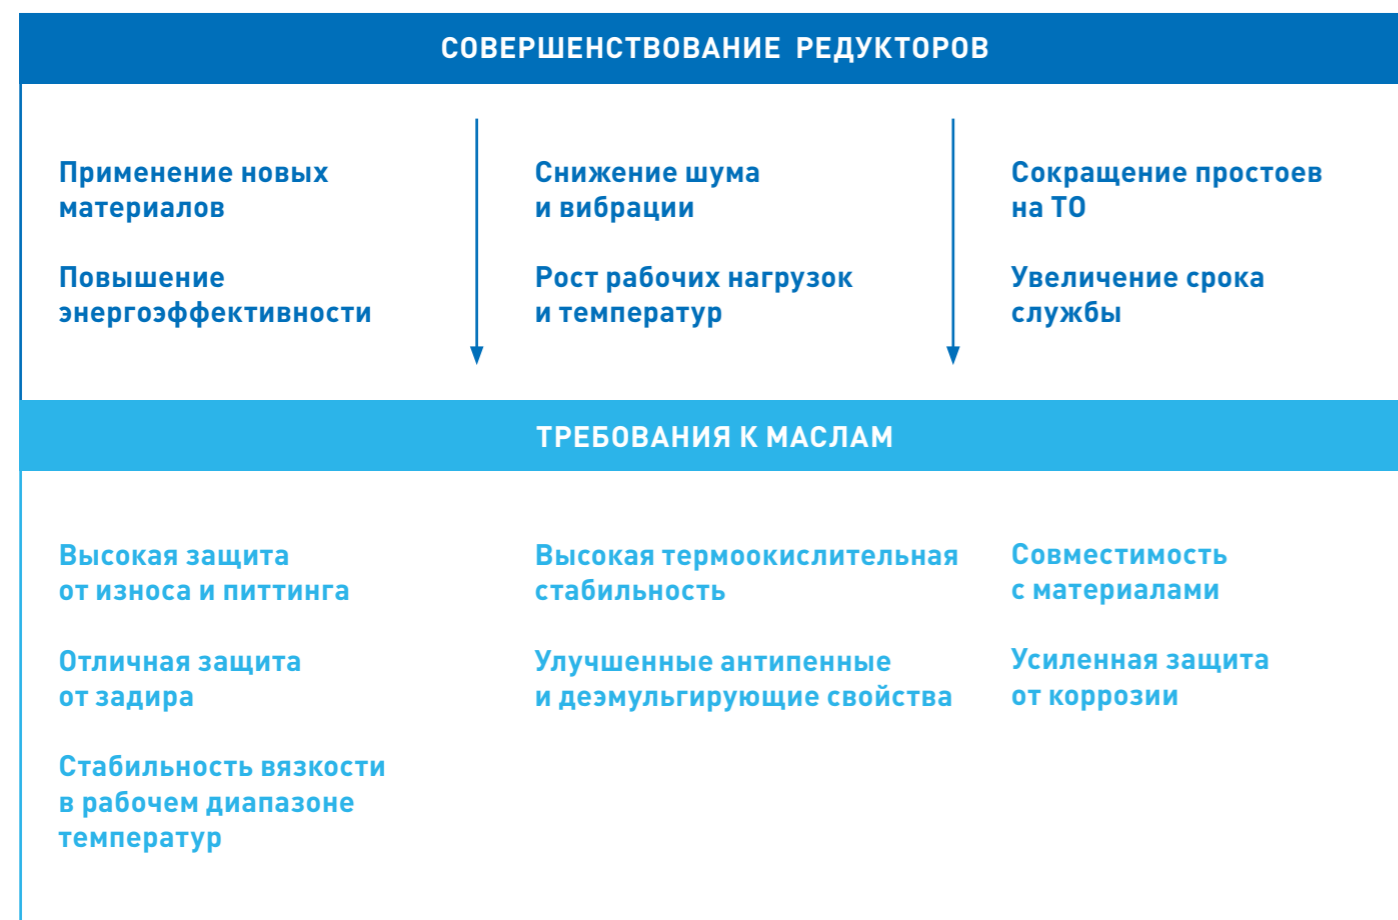 СОВЕРШЕНСТВОВАНИЕ РЕДУКТОРОВ
Применение новых
материалов
Повышение
энергоэффективности
Снижение шума
и вибрации
Рост рабочих нагрузок
и температур
Сокращение простоев
на ТО
Увеличение срока
службы
ТРЕБОВАНИЯ К МАСЛАМ
Высокая защита
от износа и питтинга
Отличная защита
от задира
Стабильность вязкости
в рабочем диапазоне
температур
Высокая термоокислительная
стабильность
Улучшенные антипенные
и деэмульгирующие свойства
Совместимость
с материалами
Усиленная защита
от коррозии